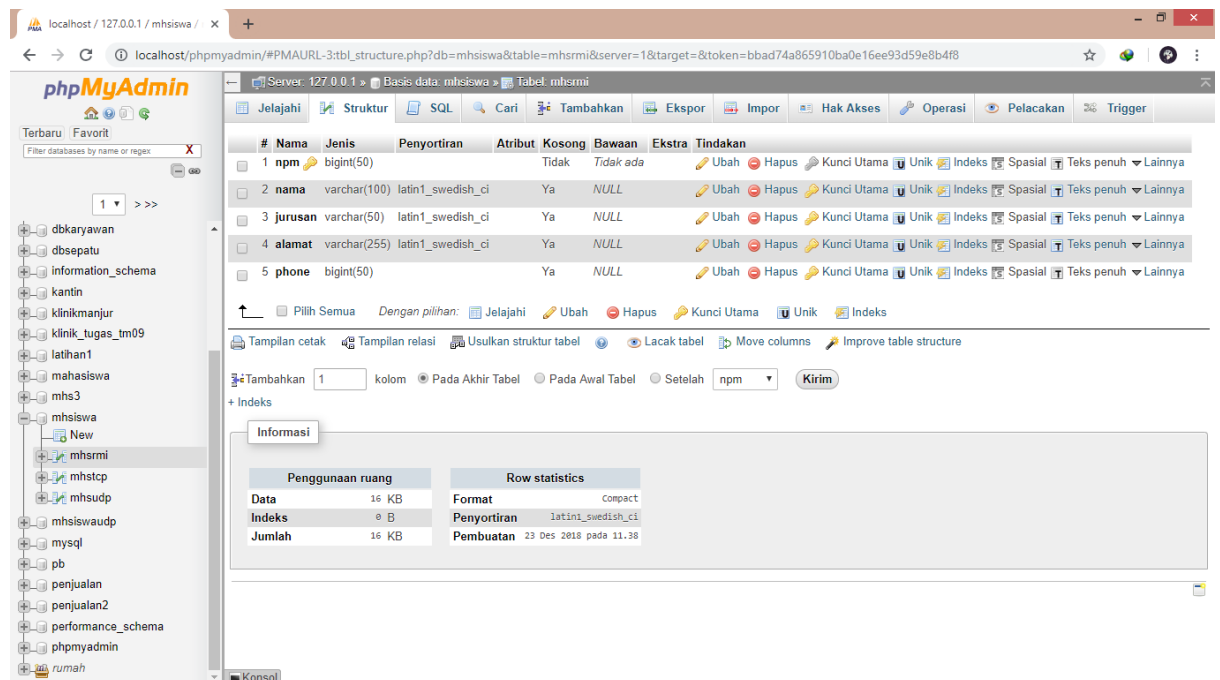 localhost / 127.0.0.1 / mhsiswa /
localhost/phpmyadmin/#PMAURL-3:tbl_structure.php?db=mhsiswa&table=mhsrmi&server=1&target=&token=bbad74a865910ba0e16ee93d59e8b4f8
phpMyAdmin
Terbaru Favorit
Filter databases by name or regex X
1 > >>
dbkaryawan
dbsepatu
information_schema
kantin
klinikmanjur
klinik_tugas_tm09
latihan1
mahasiswa
mhs3
mhsiswa
New
mhsrmi
mhstcp
mhsudp
mhsiswaudp
mysql
pb
penjualan
penjualan2
performance_schema
phpmyadmin
rumah
Server: 127.0.0.1 » Basis data: mhsiswa » Tabel: mhsrmi
Jelajahi Struktur SQL Cari Tambahkan Ekspor Impor Hak Akses Operasi Pelacakan Trigger
# Nama Jenis Penyortiran Atribut Kosong Bawaan Ekstra Tindakan
1 npm bigint(50) Tidak Tidak ada Ubah Hapus Kunci Utama Unik Indeks Spasial Teks penuh Lainnya
2 nama varchar(100) latin1_swedish_ci Ya NULL Ubah Hapus Kunci Utama Unik Indeks Spasial Teks penuh Lainnya
3 jurusan varchar(50) latin1_swedish_ci Ya NULL Ubah Hapus Kunci Utama Unik Indeks Spasial Teks penuh Lainnya
4 alamat varchar(255) latin1_swedish_ci Ya NULL Ubah Hapus Kunci Utama Unik Indeks Spasial Teks penuh Lainnya
5 phone bigint(50) Ya NULL Ubah Hapus Kunci Utama Unik Indeks Spasial Teks penuh Lainnya
Pilih Semua Dengan pilihan: Jelajahi Ubah Hapus Kunci Utama Unik Indeks
Tampilan cetak Tampilan relasi Usulkan struktur tabel Lacak tabel Move columns Improve table structure
Tambahkan 1 kolom Pada Akhir Tabel Pada Awal Tabel Setelah npm Kirim
+ Indeks
Informasi
Penggunaan ruang
Data 16 KB
Indeks 0 B
Jumlah 16 KB
Row statistics
Format Compact
Penyortiran latin1_swedish_ci
Pembuatan 23 Des 2018 pada 11.38
Konsol